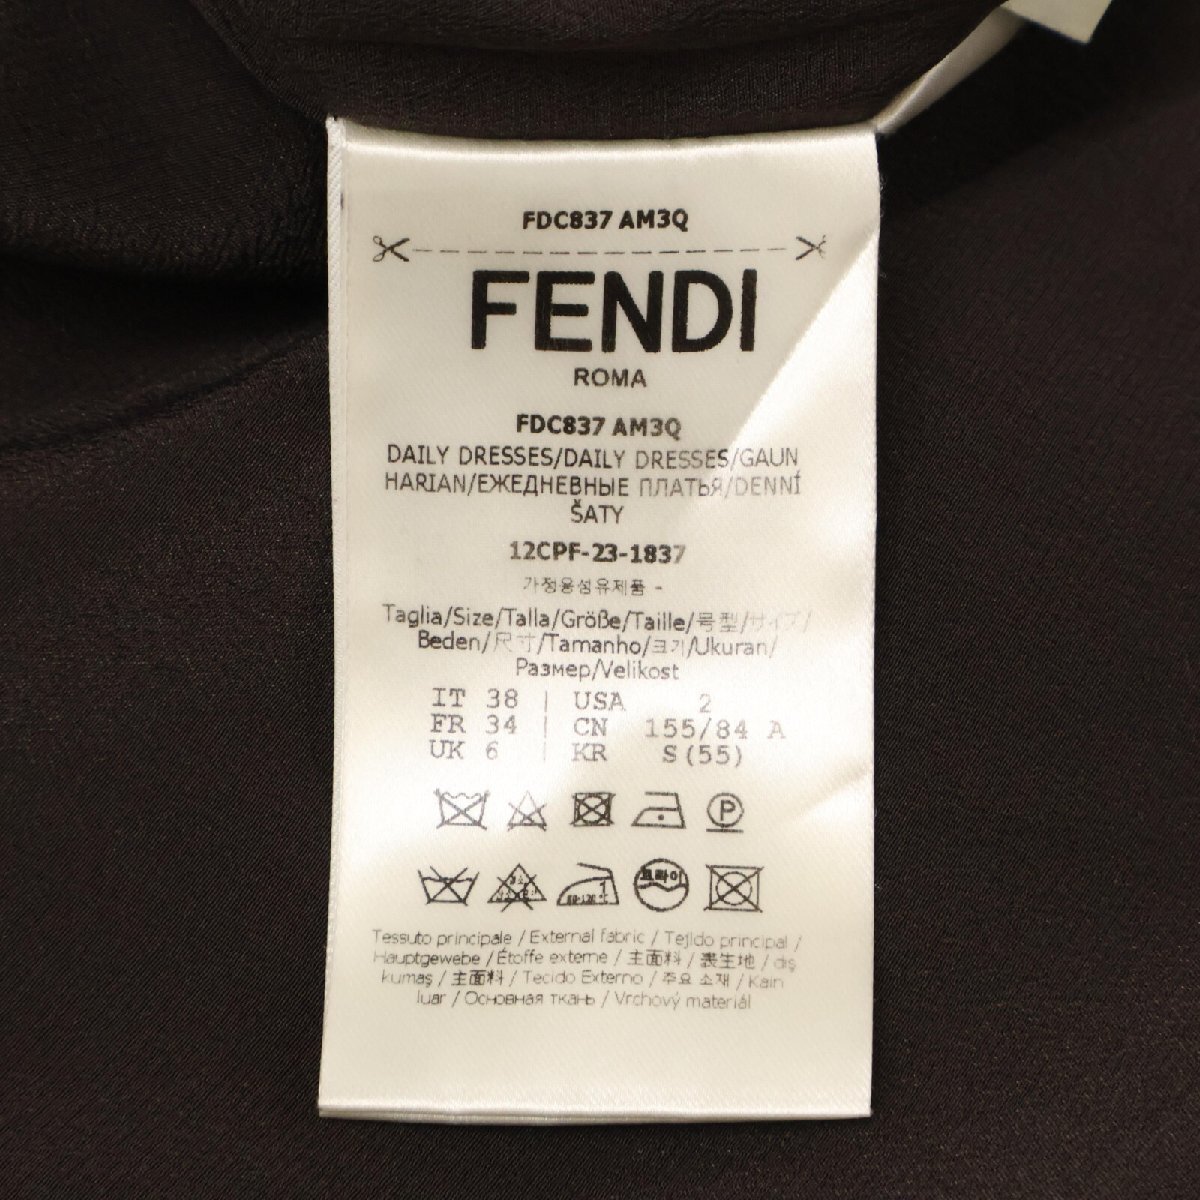 FDC837 AM3Q
FENDI
ROMA
FDC837 AM3Q
DAILY DRESSES/DAILY DRESSES/GAUN
HARIAN/ЕЖЕДНЕВНЫЕ ПЛАТЬЯ/DENNÍ
ŠATY
12CPF-23-1837
가정용섬유제품 -
Taglia/Size/Talla/Größe/Taille/号型/サイズ/
Beden/尺寸/Tamanho/크기/Ukuran/
Размер/Velikost
IT 38 | USA 2
FR 34 | CN 155/84 A
UK 6 | KR S(55)
P
드라이
Tessuto principale / External fabric / Tejido principal /
Hauptgewebe / Étoffe externe / 主面料 / 表生地 / dış
kumaş / 主面料 / Tecido Externo / 주요 소재 / Kain
luar / Основная ткань / Vrchový materiál